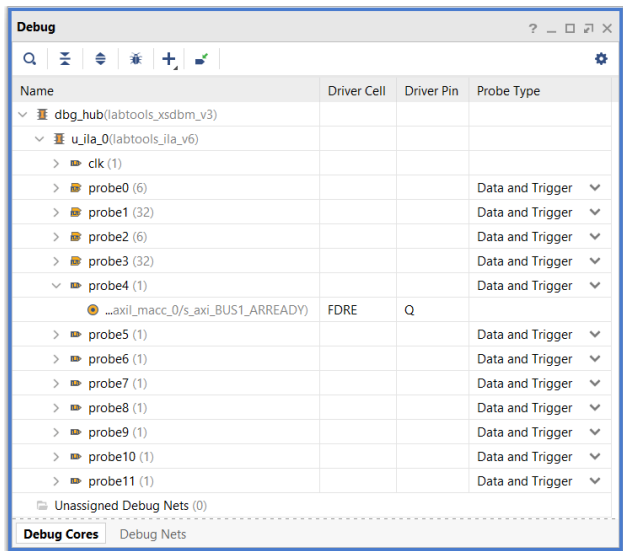 Debug
Name Driver Cell Driver Pin Probe Type
dbg_hub(labtools_xsdbm_v3)
u_ila_0(labtools_ila_v6)
clk (1)
probe0 (6) Data and Trigger
probe1 (32) Data and Trigger
probe2 (6) Data and Trigger
probe3 (32) Data and Trigger
probe4 (1) Data and Trigger
...axil_macc_0/s_axi_BUS1_ARREADY) FDRE Q
probe5 (1) Data and Trigger
probe6 (1) Data and Trigger
probe7 (1) Data and Trigger
probe8 (1) Data and Trigger
probe9 (1) Data and Trigger
probe10 (1) Data and Trigger
probe11 (1) Data and Trigger
Unassigned Debug Nets (0)
Debug Cores Debug Nets